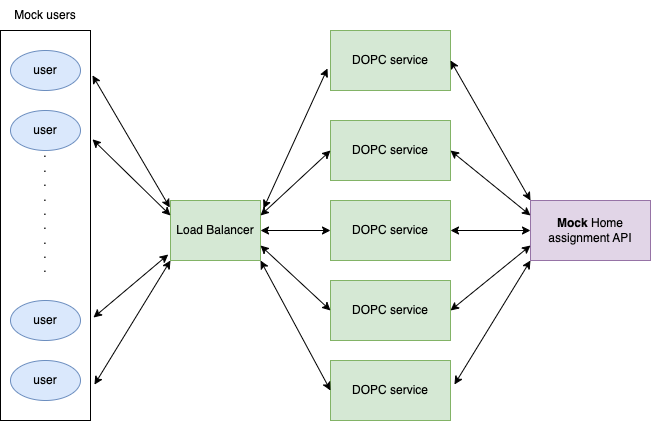 Mock users
user
user
user
user
Load Balancer
DOPC service
DOPC service
DOPC service
DOPC service
DOPC service
Mock Home
assignment API